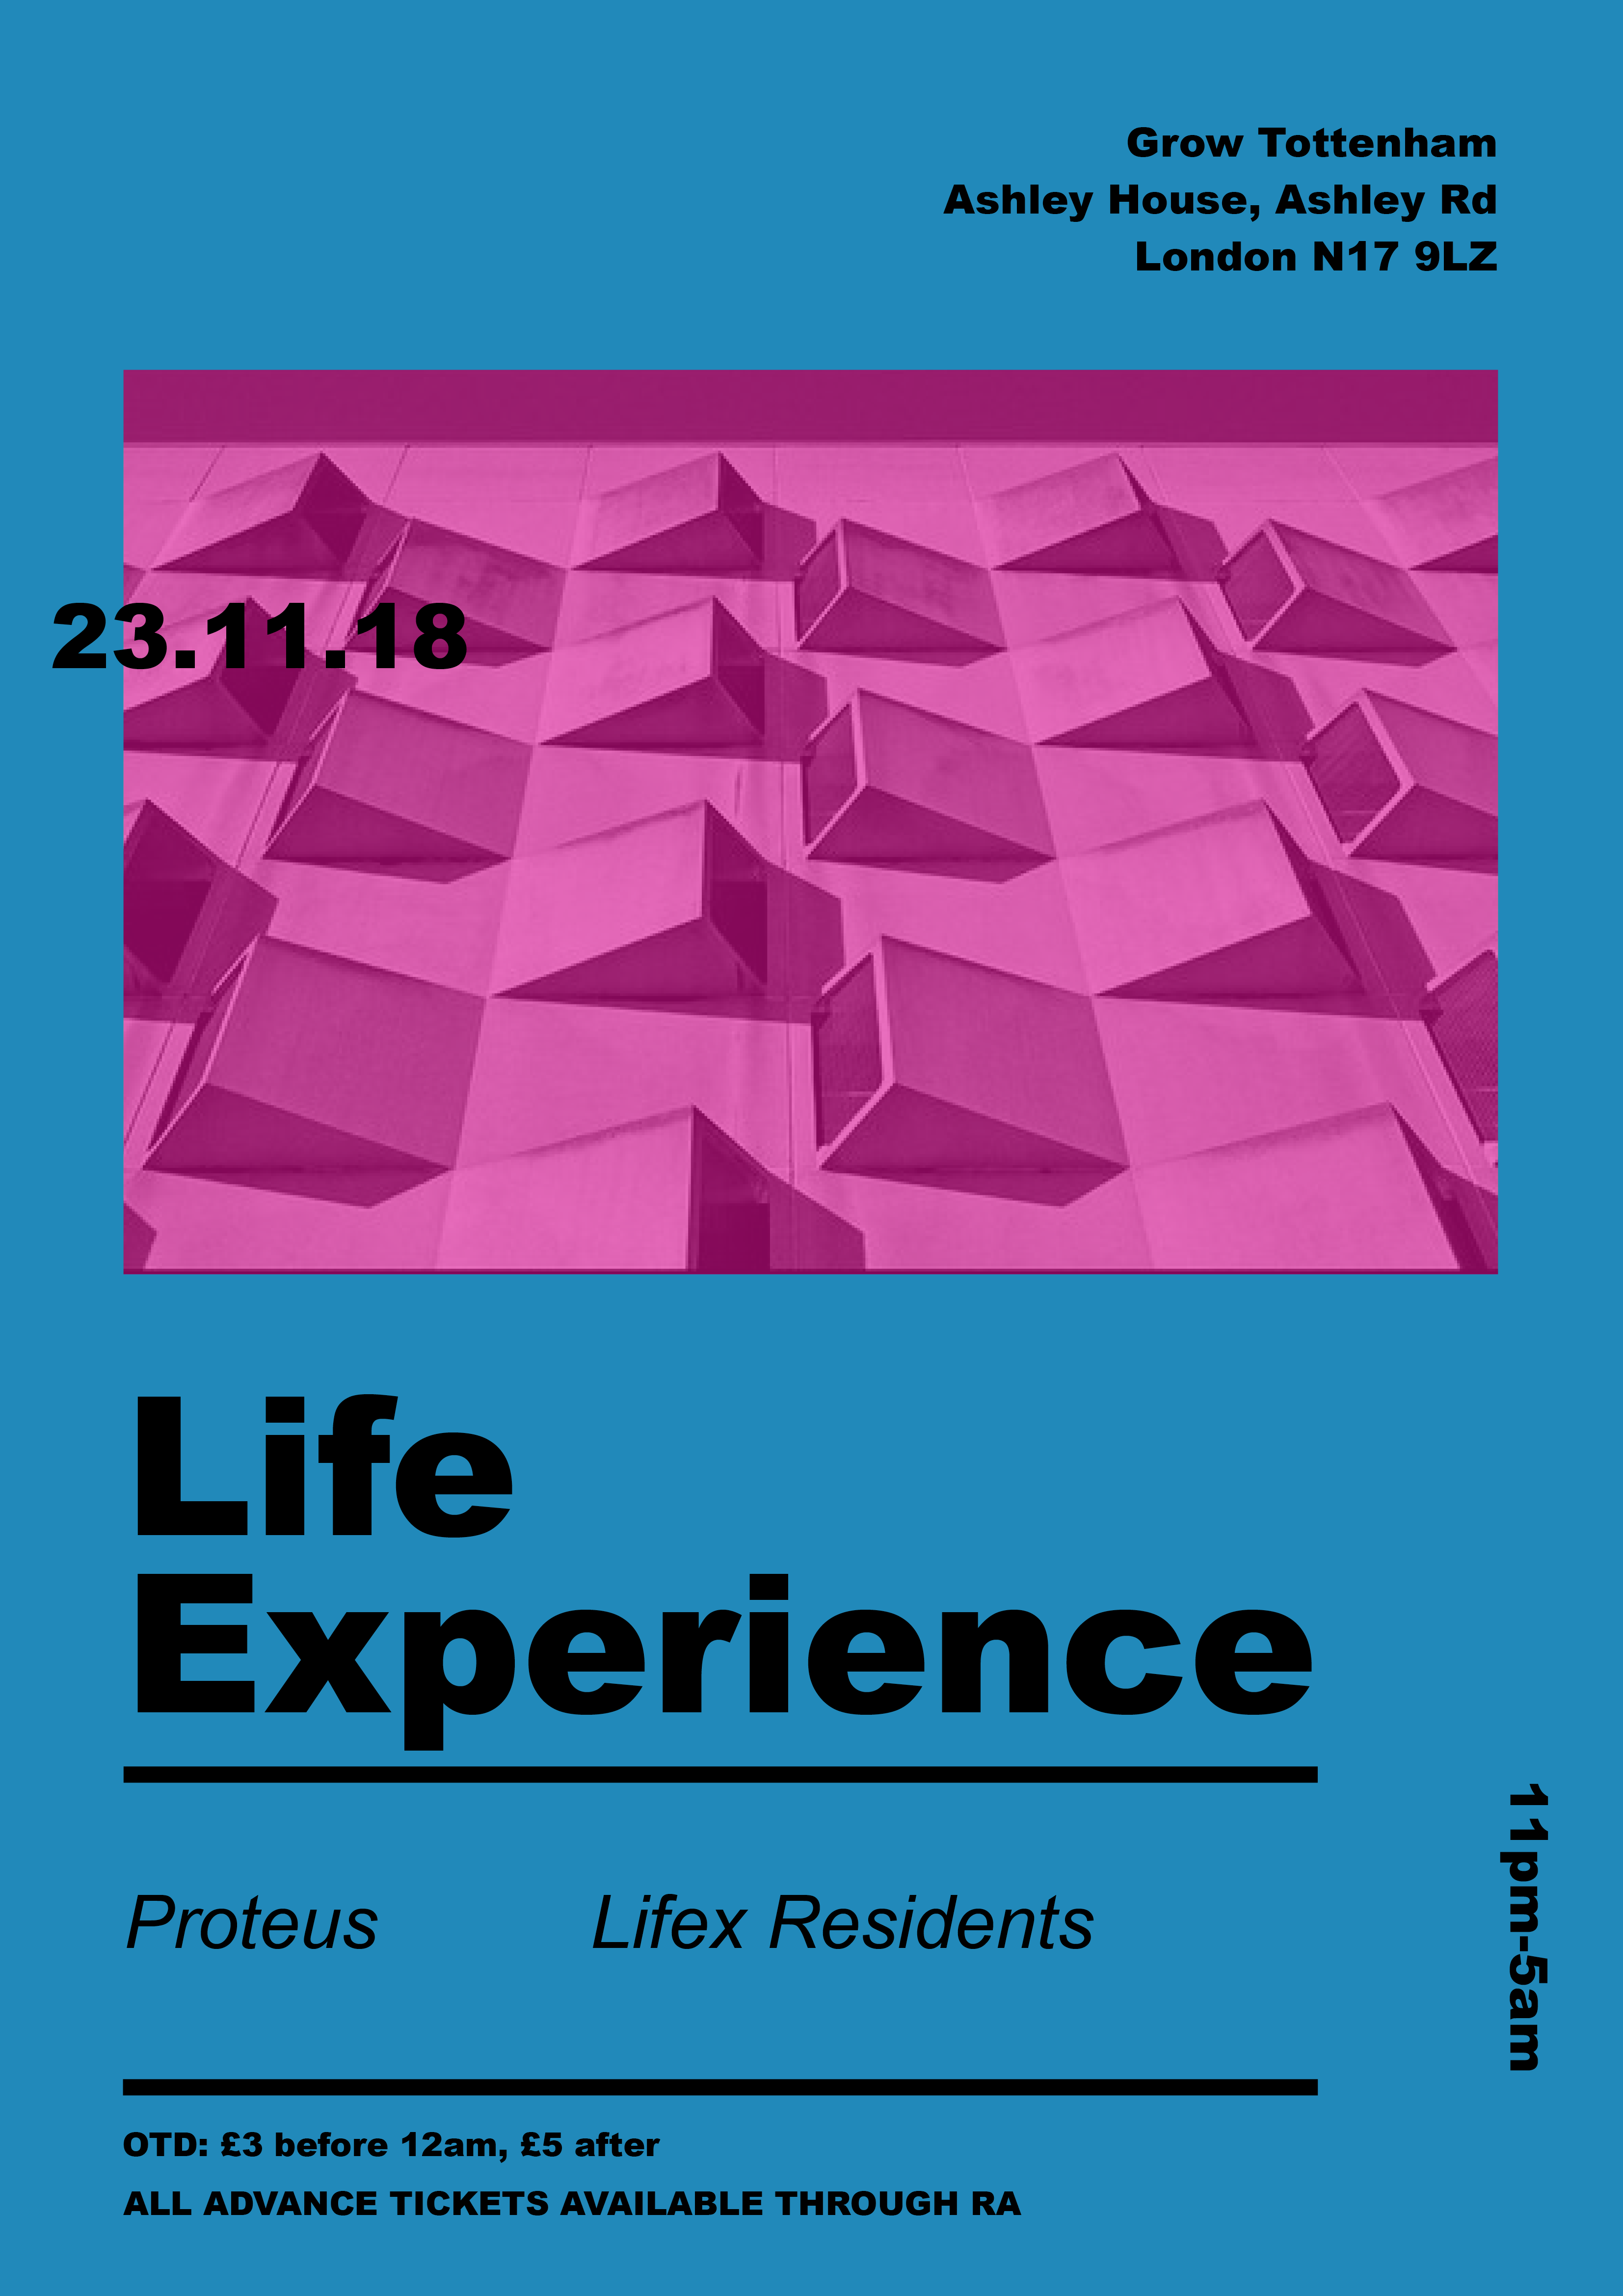 Grow Tottenham
Ashley House, Ashley Rd
London N17 9LZ
23.11.18
Life
Experience
11pm-5am
Proteus
Lifex Residents
OTD: £3 before 12am, £5 after
ALL ADVANCE TICKETS AVAILABLE THROUGH RA